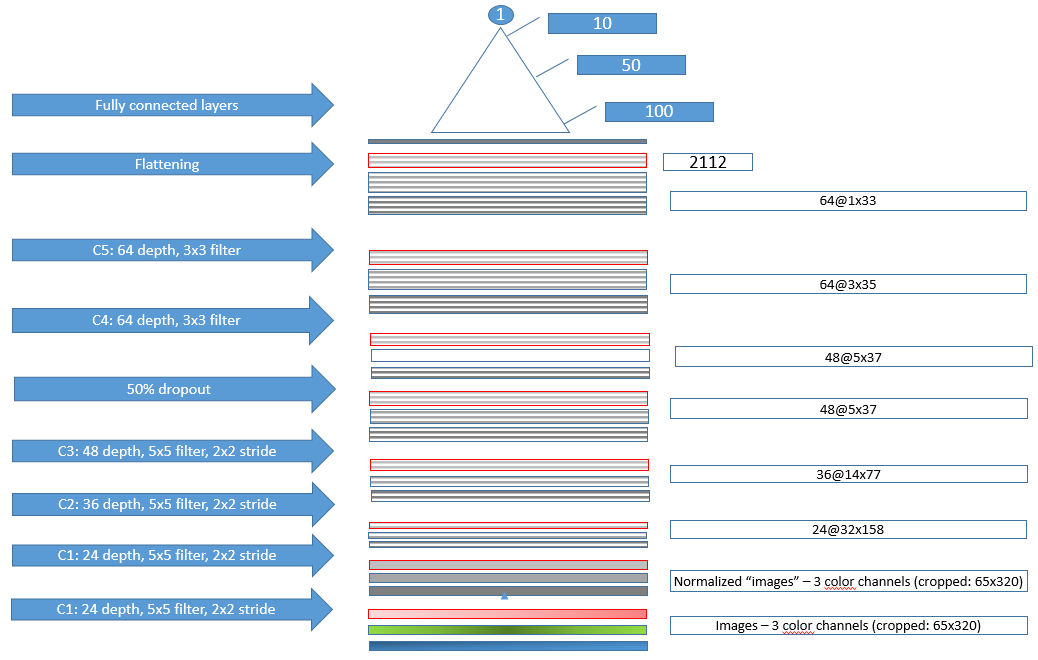 1
10
50
100
Fully connected layers
Flattening
2112
64@1x33
C5: 64 depth, 3x3 filter
64@3x35
C4: 64 depth, 3x3 filter
48@5x37
50% dropout
48@5x37
C3: 48 depth, 5x5 filter, 2x2 stride
36@14x77
C2: 36 depth, 5x5 filter, 2x2 stride
24@32x158
C1: 24 depth, 5x5 filter, 2x2 stride
Normalized “images” – 3 color channels (cropped: 65x320)
C1: 24 depth, 5x5 filter, 2x2 stride
Images – 3 color channels (cropped: 65x320)